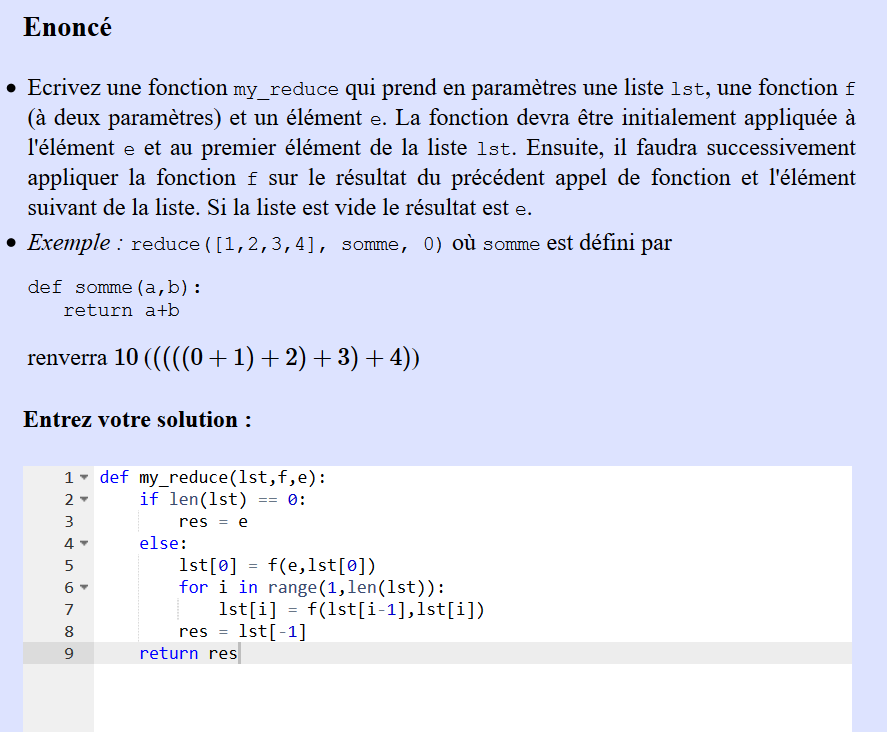 Enoncé
• Ecrivez une fonction my_reduce qui prend en paramètres une liste lst, une fonction f
(à deux paramètres) et un élément e. La fonction devra être initialement appliquée à
l'élément e et au premier élément de la liste lst. Ensuite, il faudra successivement
appliquer la fonction f sur le résultat du précédent appel de fonction et l'élément
suivant de la liste. Si la liste est vide le résultat est e.
• Exemple : reduce([1,2,3,4], somme, 0) où somme est défini par
def somme(a,b):
   return a+b
renverra 10 (((((0 + 1) + 2) + 3) + 4))
Entrez votre solution :
1 def my_reduce(lst,f,e):
2     if len(lst) == 0:
3         res = e
4     else:
5         lst[0] = f(e,lst[0])
6         for i in range(1,len(lst)):
7             lst[i] = f(lst[i-1],lst[i])
8         res = lst[-1]
9     return res